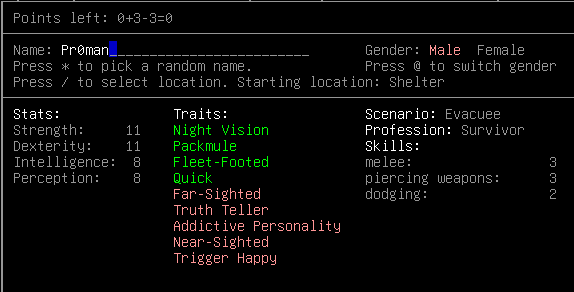 Points left: 0+3-3=0
Name: Pr0man_________________________ Gender: Male Female
Press * to pick a random name. Press @ to switch gender
Press / to select location. Starting location: Shelter
Stats: Traits: Scenario: Evacuee
Strength: 11 Night Vision Profession: Survivor
Dexterity: 11 Packmule Skills:
Intelligence: 8 Fleet-Footed melee: 3
Perception: 8 Quick piercing weapons: 3
Far-Sighted dodging: 2
Truth Teller
Addictive Personality
Near-Sighted
Trigger Happy